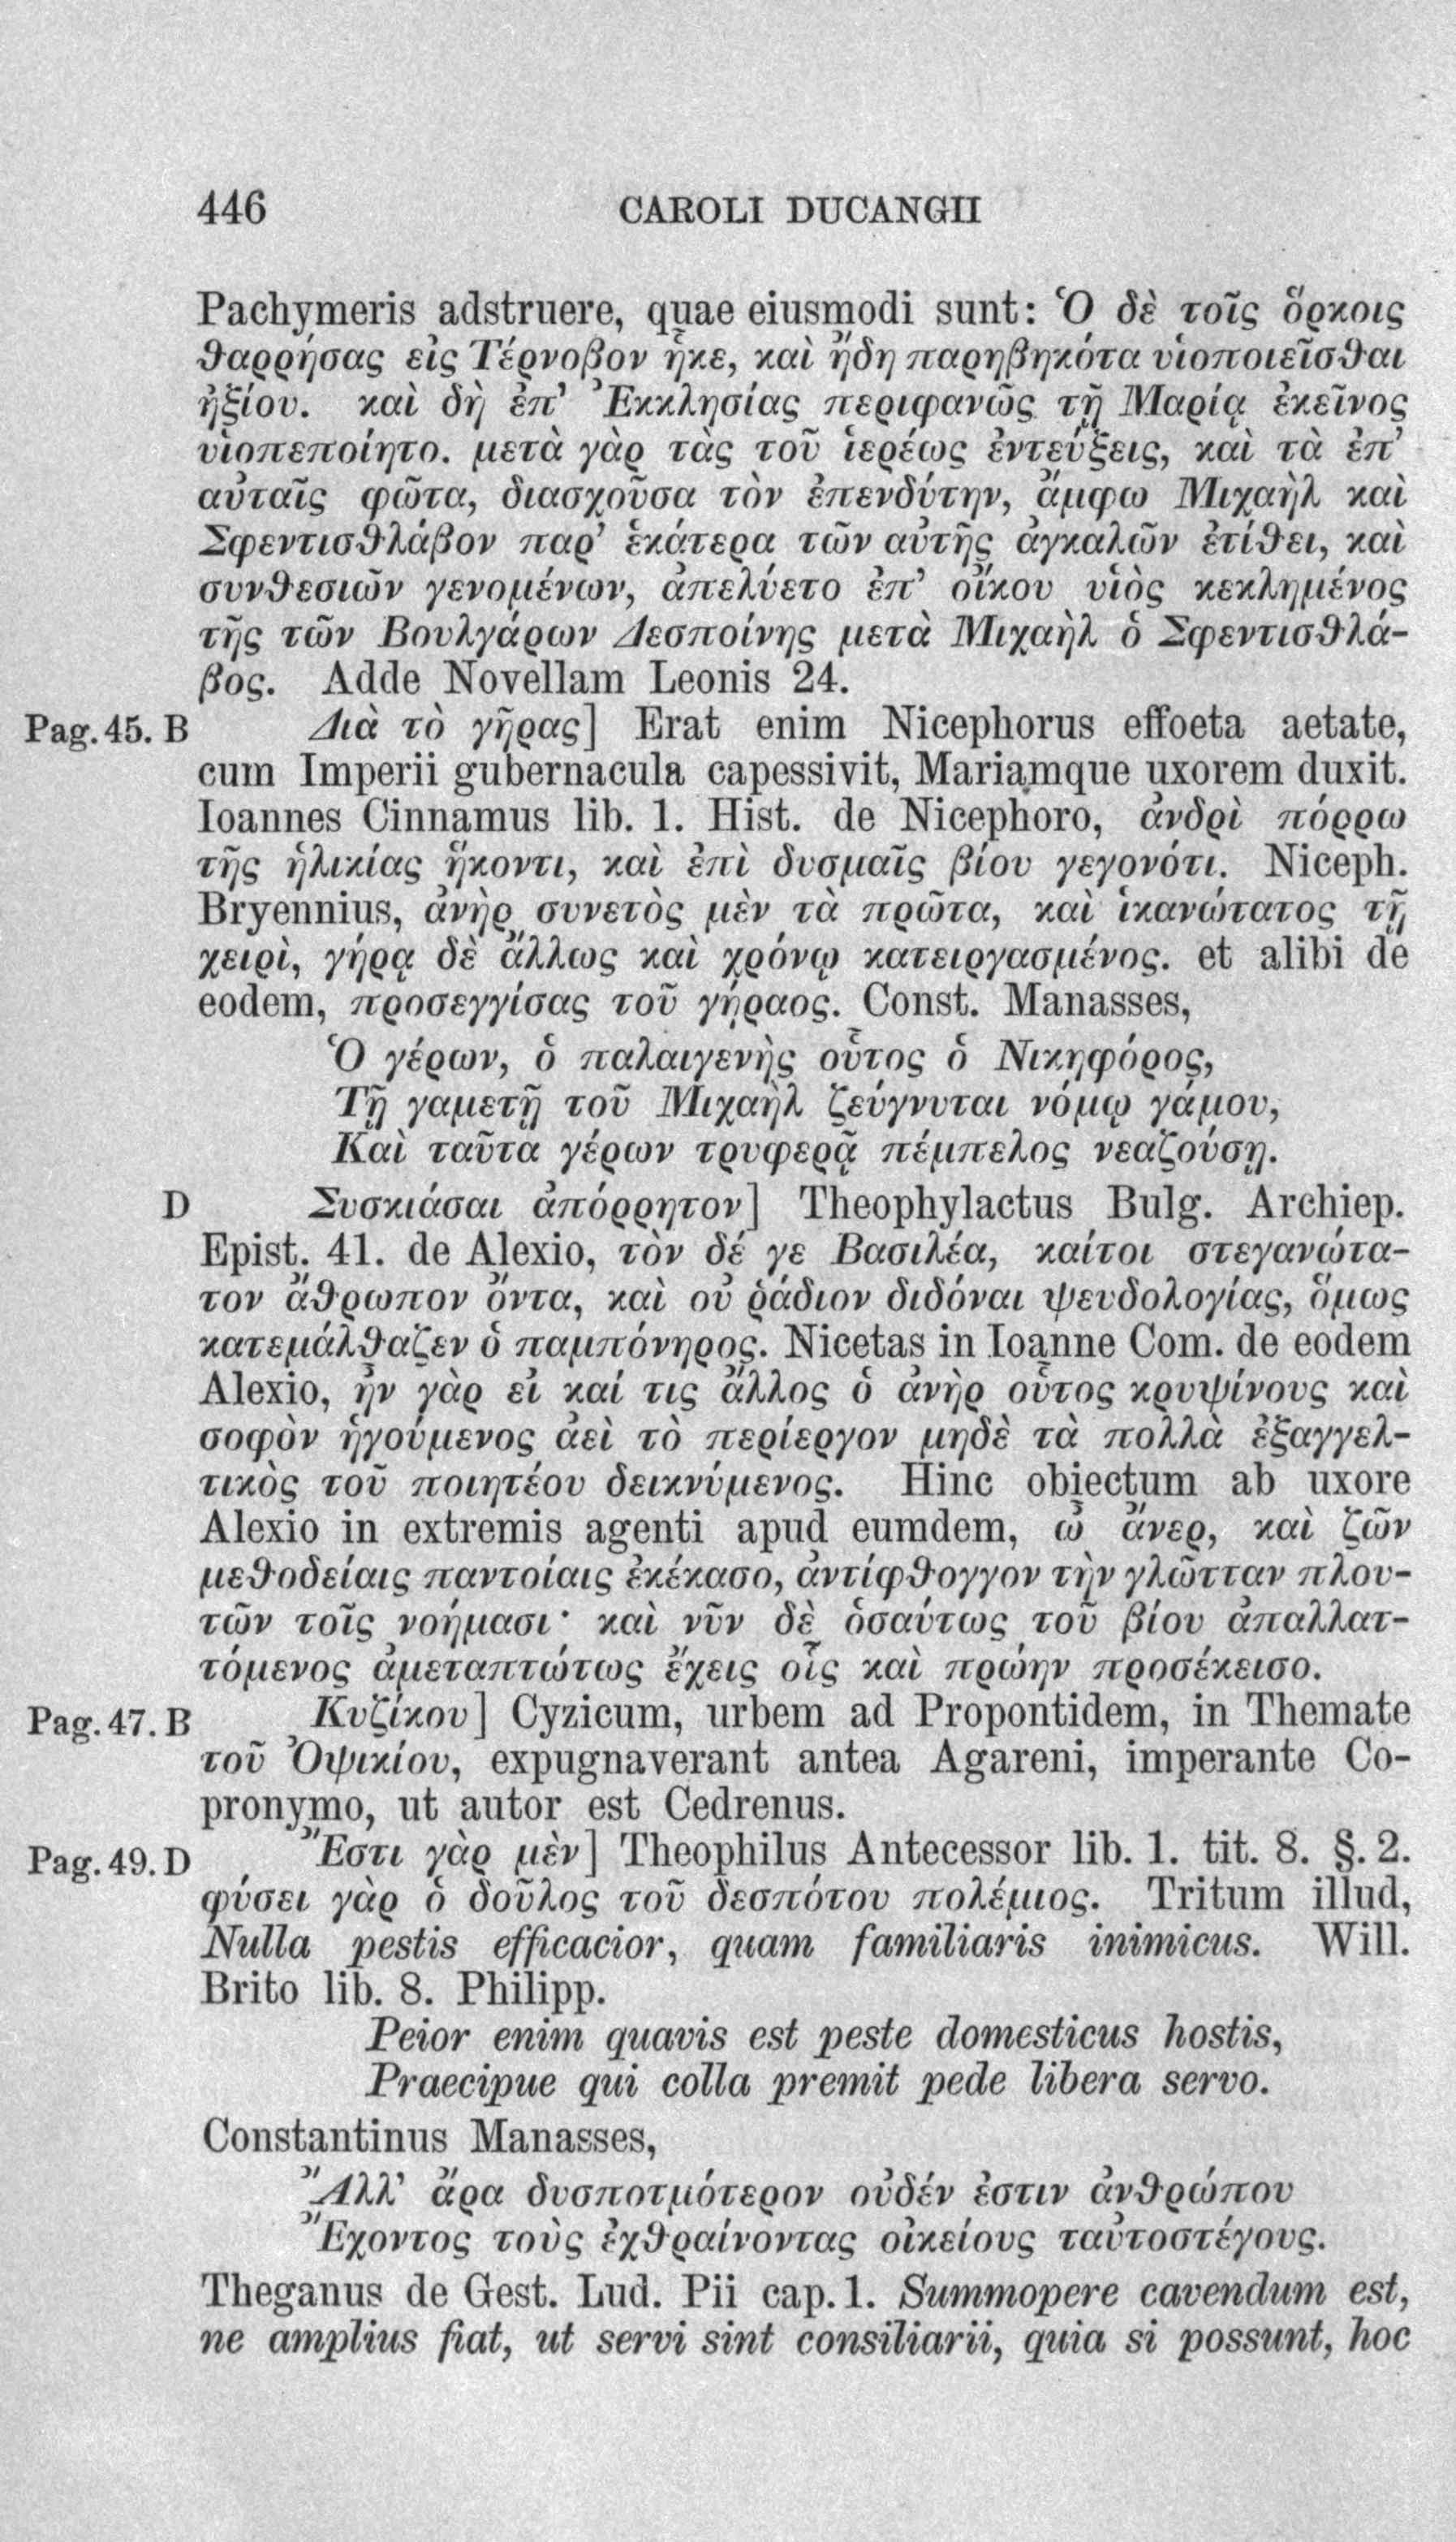 446 CAROLI DUCANGII
Pachymeris adstruere, quae eiusmodi sunt: Ὁ δὲ τοῖς ὅρκοις
θαρρήσας εἰς Τέρνοβον ἧκε, καὶ ἤδη παρηβηκότα υἱοποιεῖσθαι
ἠξίου. καὶ δὴ ἐπ’ Ἐκκλησίας περιφανῶς τῇ Μαρίᾳ ἐκεῖνος
υἱοπεποίητο. μετὰ γὰρ τὰς τοῦ ἱερέως ἐντεύξεις, καὶ τὰ ἐπ’
αὐταῖς φῶτα, διασχοῦσα τὸν ἐπενδύτην, ἄμφω Μιχαὴλ καὶ
Σφεντισθλάβον παρ’ ἑκάτερα τῶν αὐτῆς ἀγκαλῶν ἐτίθει, καὶ
συνθεσιῶν γενομένων, ἀπελύετο ἐπ’ οἴκου υἱὸς κεκλημένος
τῆς τῶν Βουλγάρων Δεσποίνης μετὰ Μιχαὴλ ὁ Σφεντισθλά-
βος. Adde Novellam Leonis 24.
Pag. 45. B Διὰ τὸ γῆρας] Erat enim Nicephorus effoeta aetate,
cum Imperii gubernacula capessivit, Mariamque uxorem duxit.
Ioannes Cinnamus lib. 1. Hist. de Nicephoro, ἀνδρὶ πόρρω
τῆς ἡλικίας ἥκοντι, καὶ ἐπὶ δυσμαῖς βίου γεγονότι. Niceph.
Bryennius, ἀνὴρ συνετὸς μὲν τὰ πρῶτα, καὶ ἱκανώτατος τῇ
χειρὶ, γήρᾳ δὲ ἄλλως καὶ χρόνῳ κατειργασμένος. et alibi de
eodem, προσεγγίσας τοῦ γήραος. Const. Manasses,
Ὁ γέρων, ὁ παλαιγενὴς οὗτος ὁ Νικηφόρος,
Τῇ γαμετῇ τοῦ Μιχαὴλ ζεύγνυται νόμῳ γάμου,
Καὶ ταῦτα γέρων τρυφερᾷ πέμπελος νεαζούσῃ.
D Συσκιάσαι ἀπόρρητον] Theophylactus Bulg. Archiep.
Epist. 41. de Alexio, τὸν δέ γε Βασιλέα, καίτοι στεγανώτα-
τον ἄθρωπον ὄντα, καὶ οὐ ῥάδιον διδόναι ψευδολογίας, ὅμως
κατεμάλθαζεν ὁ παμπόνηρος. Nicetas in Ioanne Com. de eodem
Alexio, ἦν γὰρ εἰ καί τις ἄλλος ὁ ἀνὴρ οὗτος κρυψίνους καὶ
σοφὸν ἡγούμενος ἀεὶ τὸ περίεργον μηδὲ τὰ πολλὰ ἐξαγγελ-
τικὸς τοῦ ποιητέου δεικνύμενος. Hinc obiectum ab uxore
Alexio in extremis agenti apud eumdem, ὦ ἄνερ, καὶ ζῶν
μεθοδείαις παντοίαις ἐκέκασο, ἀντίφθογγον τὴν γλῶτταν πλου-
τῶν τοῖς νοήμασι· καὶ νῦν δὲ ὁσαύτως τοῦ βίου ἀπαλλατ-
τόμενος ἀμεταπτώτως ἔχεις οἷς καὶ πρώην προσέκεισο.
Pag. 47. B Κυζίκου] Cyzicum, urbem ad Propontidem, in Themate
τοῦ Ὀψικίου, expugnaverant antea Agareni, imperante Co-
pronymo, ut autor est Cedrenus.
Pag. 49. D Ἔστι γὰρ μὲν] Theophilus Antecessor lib. 1. tit. 8. §. 2.
φύσει γὰρ ὁ δοῦλος τοῦ δεσπότου πολέμιος. Tritum illud,
Nulla pestis efficacior, quam familiaris inimicus. Will.
Brito lib. 8. Philipp.
Peior enim quavis est peste domesticus hostis,
Praecipue qui colla premit pede libera servo.
Constantinus Manasses,
Ἄλλ’ ἄρα δυσποτμότερον οὐδέν ἐστιν ἀνθρώπου
Ἔχοντος τοὺς ἐχθραίνοντας οἰκείους ταὐτοστέγους.
Theganus de Gest. Lud. Pii cap. 1. Summopere cavendum est,
ne amplius fiat, ut servi sint consiliarii, quia si possunt, hoc